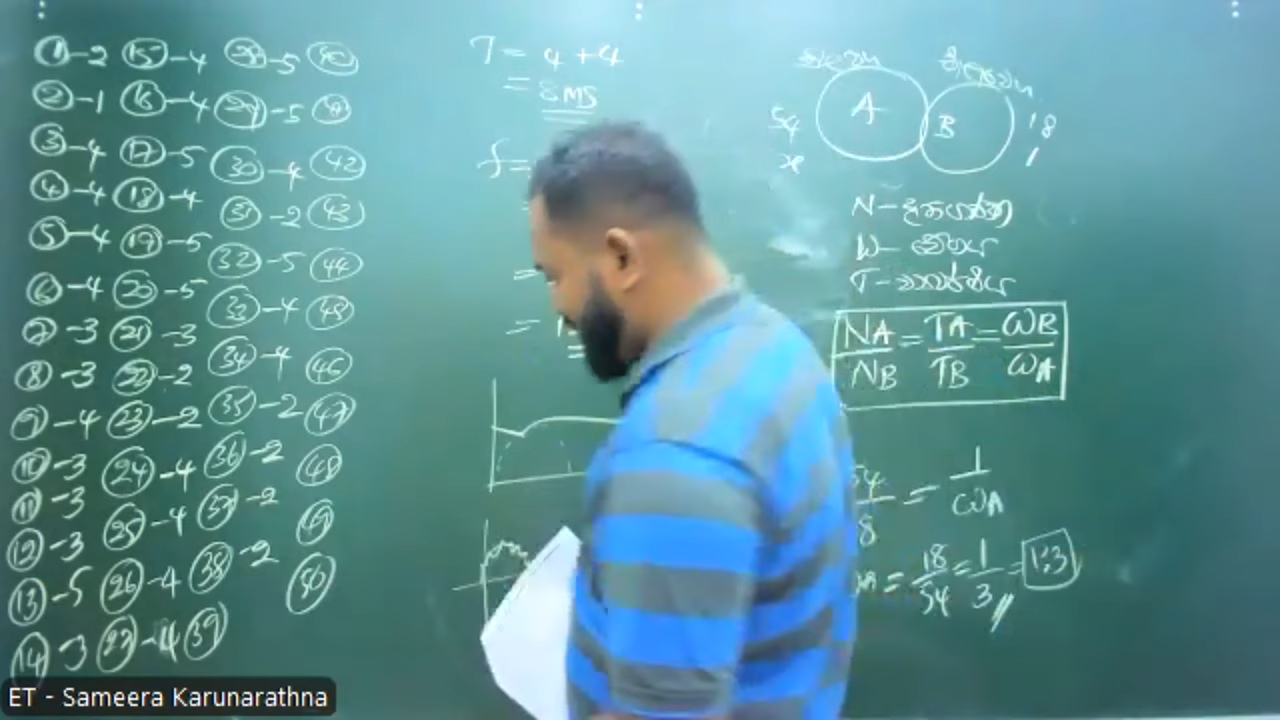 ①-2 ⑮-4 ㉘-5 ㊵
②-1 ⑯-4 ㉙-5
③-4 ⑰-5 ㉚-4 ㊷
④-4 ⑱-4 ㉛-2 ㊸
⑤-4 ⑲-5 ㉜-5 ㊹
⑥-4 ⑳-5 ㉝-4 ㊺
⑦-3 ㉑-3 ㉞-4 ㊻
⑧-3 ㉒-2 ㉟-2 ㊼
⑨-4 ㉓-2 ㊱-2 ㊽
⑩-3 ㉔-4 ㊲-2
⑪-3 ㉕-4 ㊳-2 ㊿
⑫-3 ㉖-4 ㊴
⑬-5 ㉗-4
⑭-3
T = 4 + 4
= 8ms
f=
=
= 1
A B
54 18
x 1
N-
W-
T-
NA/NB = TA/TB = ωB/ωA
= 1/ωA
= 18/54 = 1/3 = 1:3
ET - Sameera Karunarathna